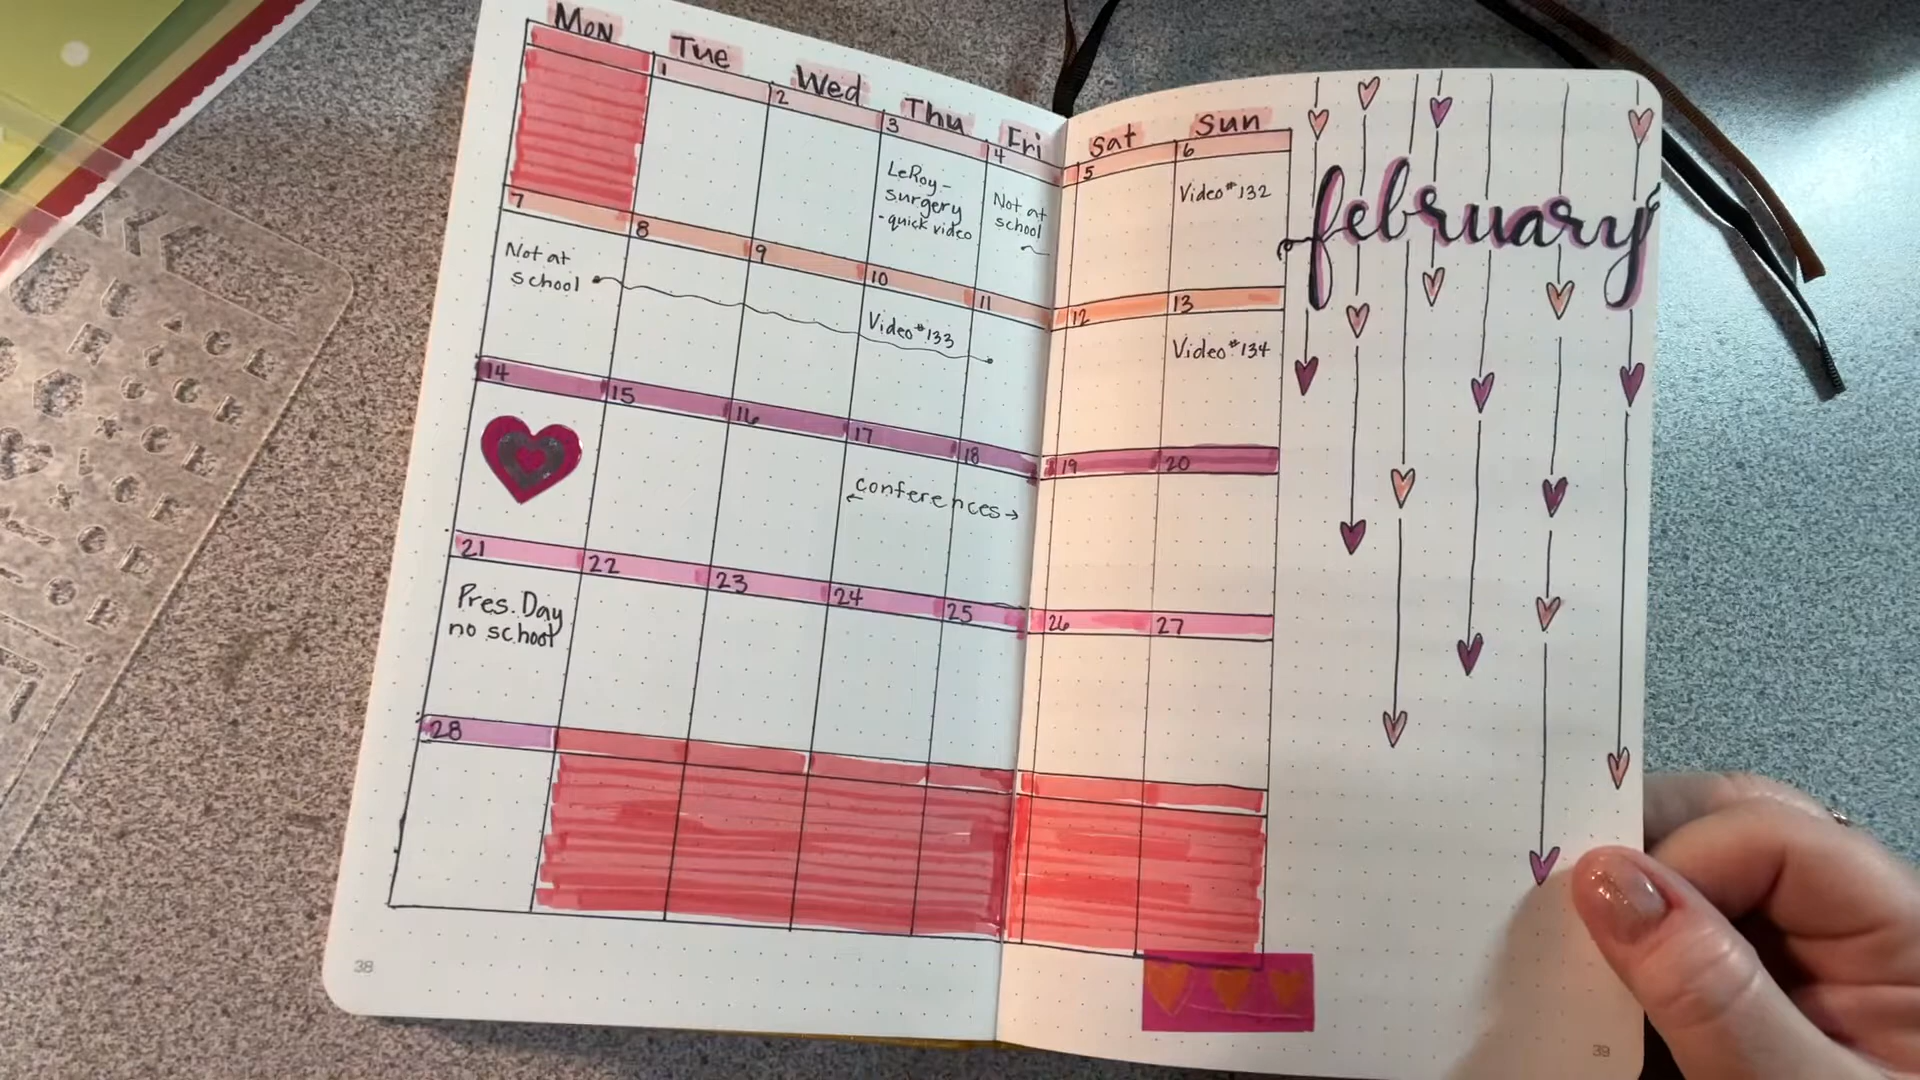 Mon Tue Wed Thu Fri Sat Sun
february
1 2 3 4 5 6
LeRoy-
surgery
-quick video
Not at
school
Video #132
7 8 9 10 11 12 13
Not at
school
Video #133
Video #134
14 15 16 17 18 19 20
←conferences→
21 22 23 24 25 26 27
Pres. Day
no school
28
38
39